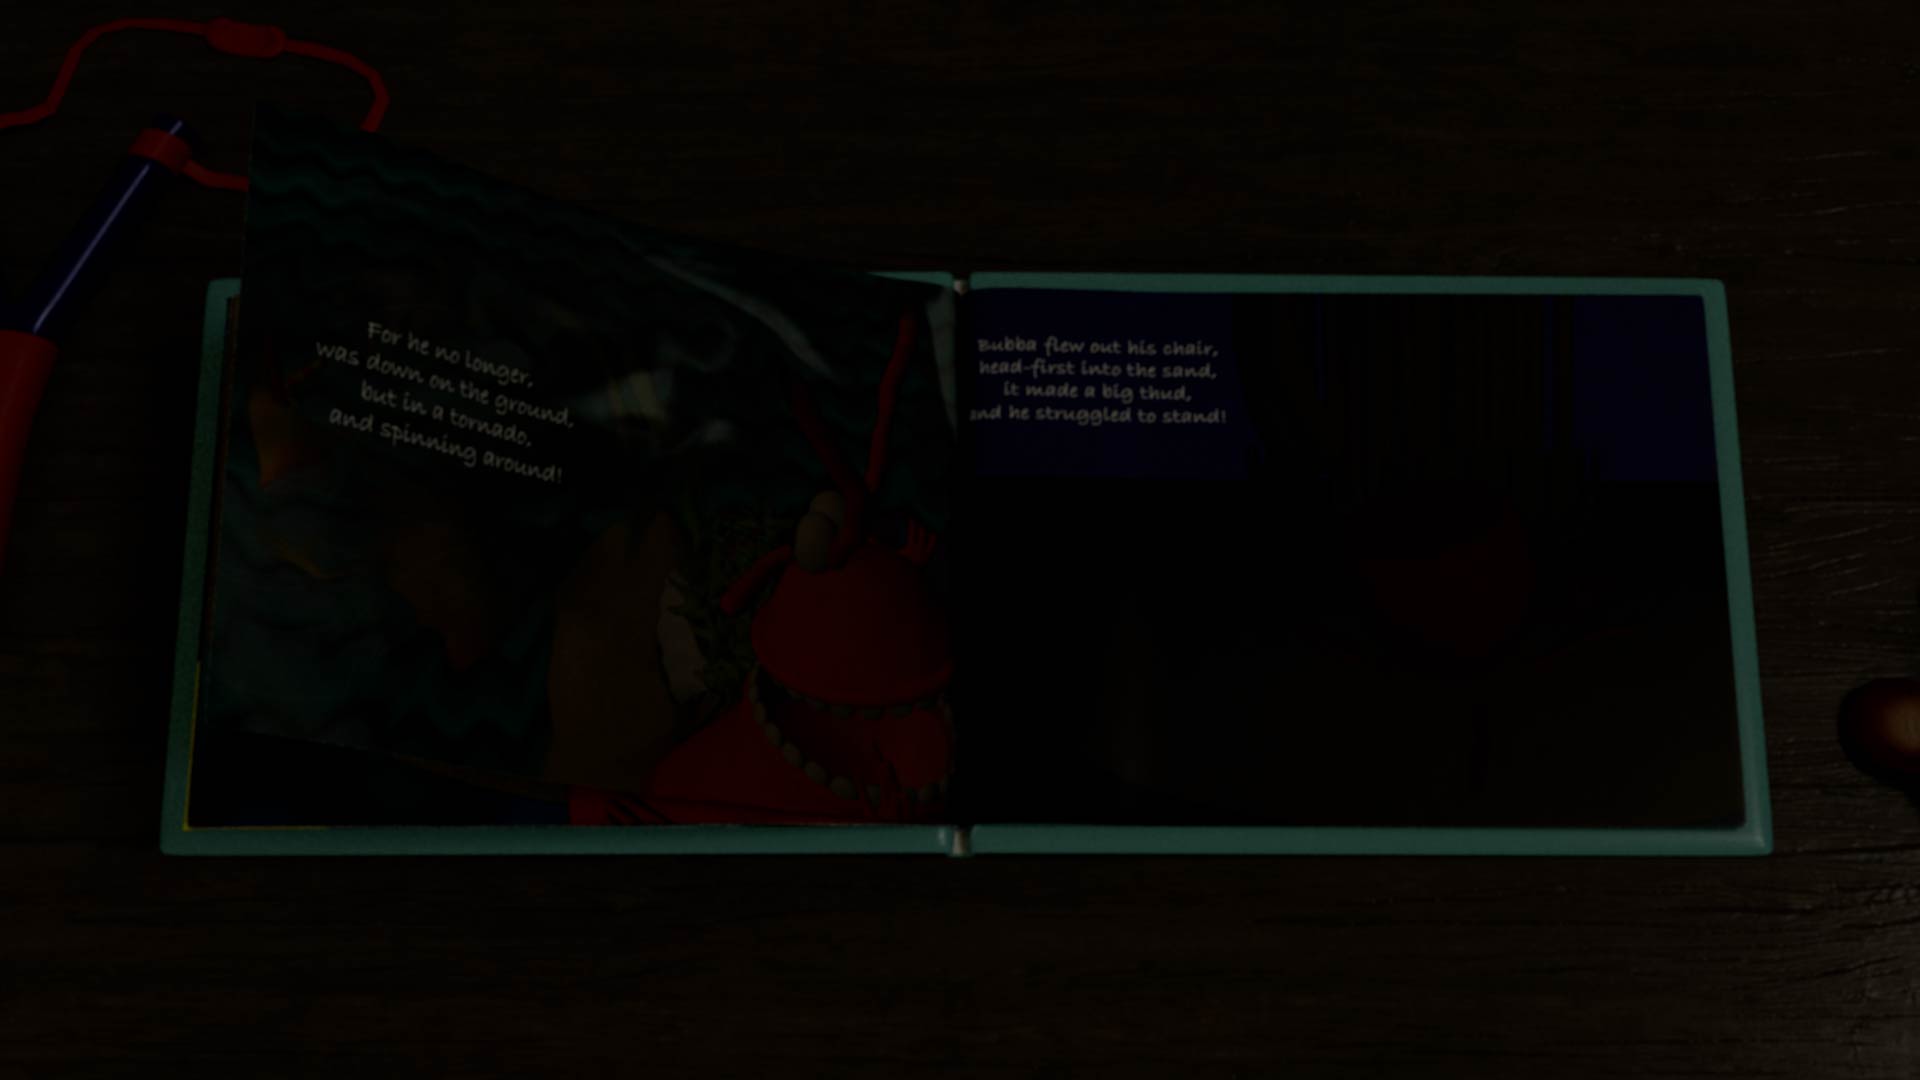 For he no longer,
was down on the ground,
but in a tornado,
and spinning around!
Bubba flew out his chair,
head-first into the sand,
it made a big thud,
and he struggled to stand!